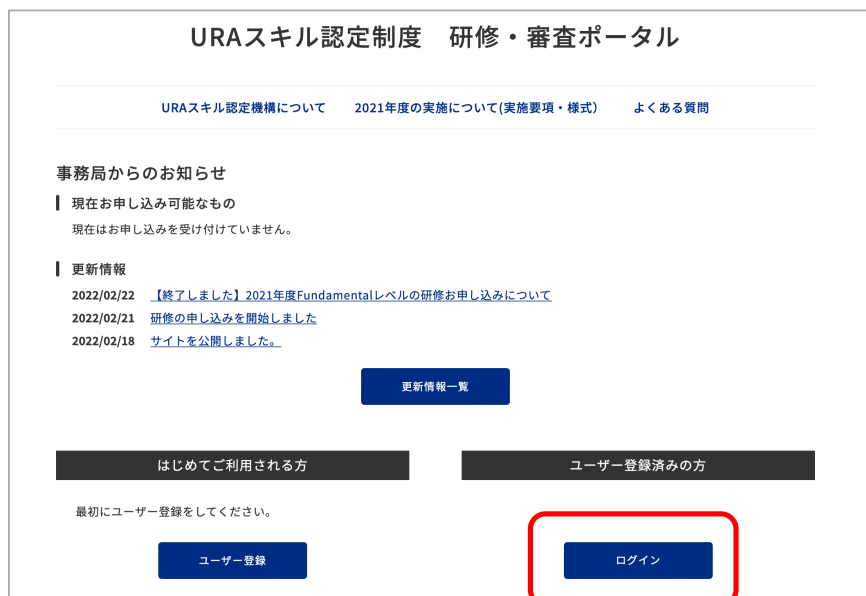 URAスキル認定制度　研修・審査ポータル
URAスキル認定機構について　2021年度の実施について(実施要項・様式）　よくある質問
事務局からのお知らせ
現在お申し込み可能なもの
現在はお申し込みを受け付けていません。
更新情報
2022/02/22　【終了しました】2021年度Fundamentalレベルの研修お申し込みについて
2022/02/21　研修の申し込みを開始しました
2022/02/18　サイトを公開しました。
更新情報一覧
はじめてご利用される方　ユーザー登録済みの方
最初にユーザー登録をしてください。
ユーザー登録　ログイン